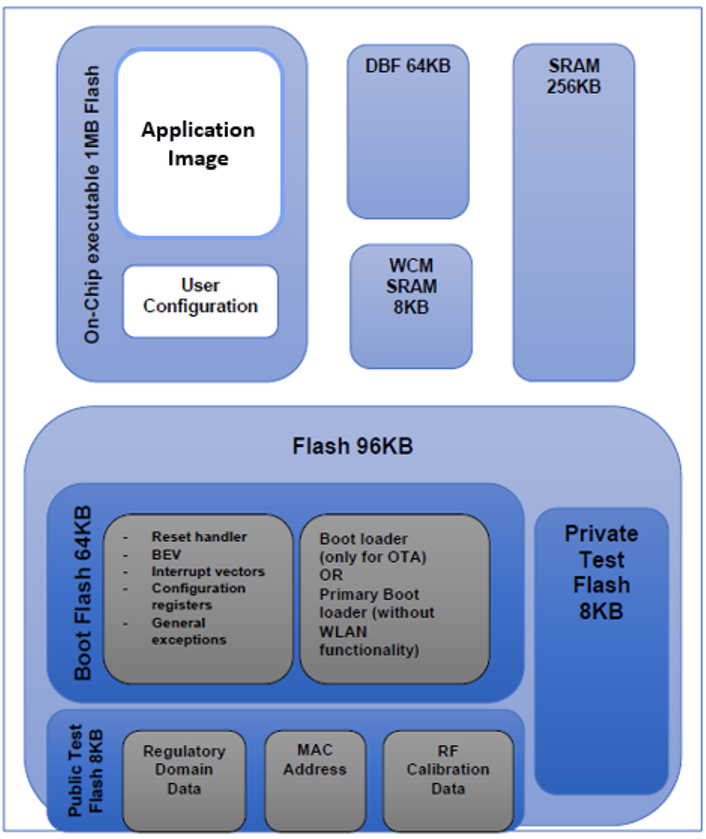 On-Chip executable 1MB Flash
Application
Image
User
Configuration
DBF 64KB
WCM
SRAM
8KB
SRAM
256KB
Flash 96KB
Boot Flash 64KB
- Reset handler
- BEV
- Interrupt vectors
- Configuration
registers
- General
exceptions
Boot loader
(only for OTA)
OR
Primary Boot
loader (without
WLAN
functionality)
Private
Test
Flash
8KB
Public Test
Flash 8KB
Regulatory
Domain
Data
MAC
Address
RF
Calibration
Data